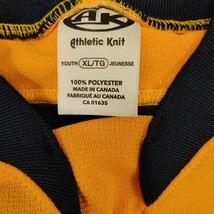 AK
Athletic Knit
YOUTH XL/TG JEUNESSE
100% POLYESTER
MADE IN CANADA
FABRIQUÉ AU CANADA
CA 01635